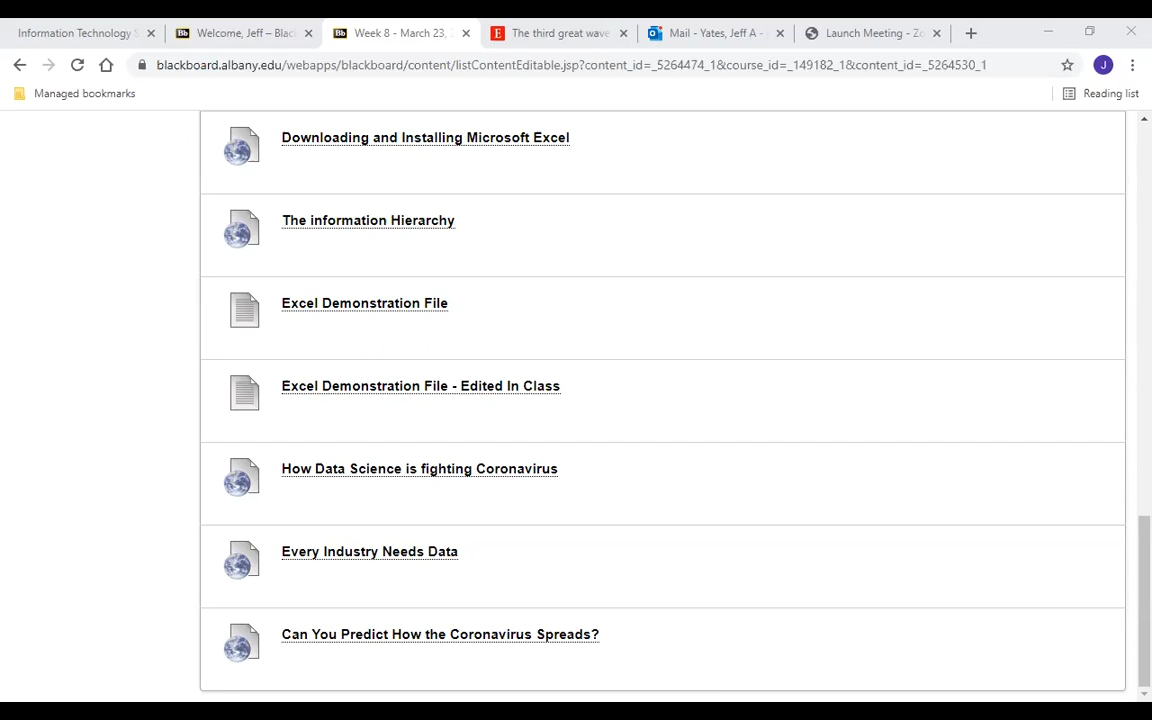 Information Technology S
Welcome, Jeff – Blac
Week 8 - March 23, 2
The third great wave
Mail - Yates, Jeff A -
Launch Meeting - Zo
blackboard.albany.edu/webapps/blackboard/content/listContentEditable.jsp?content_id=_5264474_1&course_id=_149182_1&content_id=_5264530_1
J
Managed bookmarks
Reading list
Downloading and Installing Microsoft Excel
The information Hierarchy
Excel Demonstration File
Excel Demonstration File - Edited In Class
How Data Science is fighting Coronavirus
Every Industry Needs Data
Can You Predict How the Coronavirus Spreads?